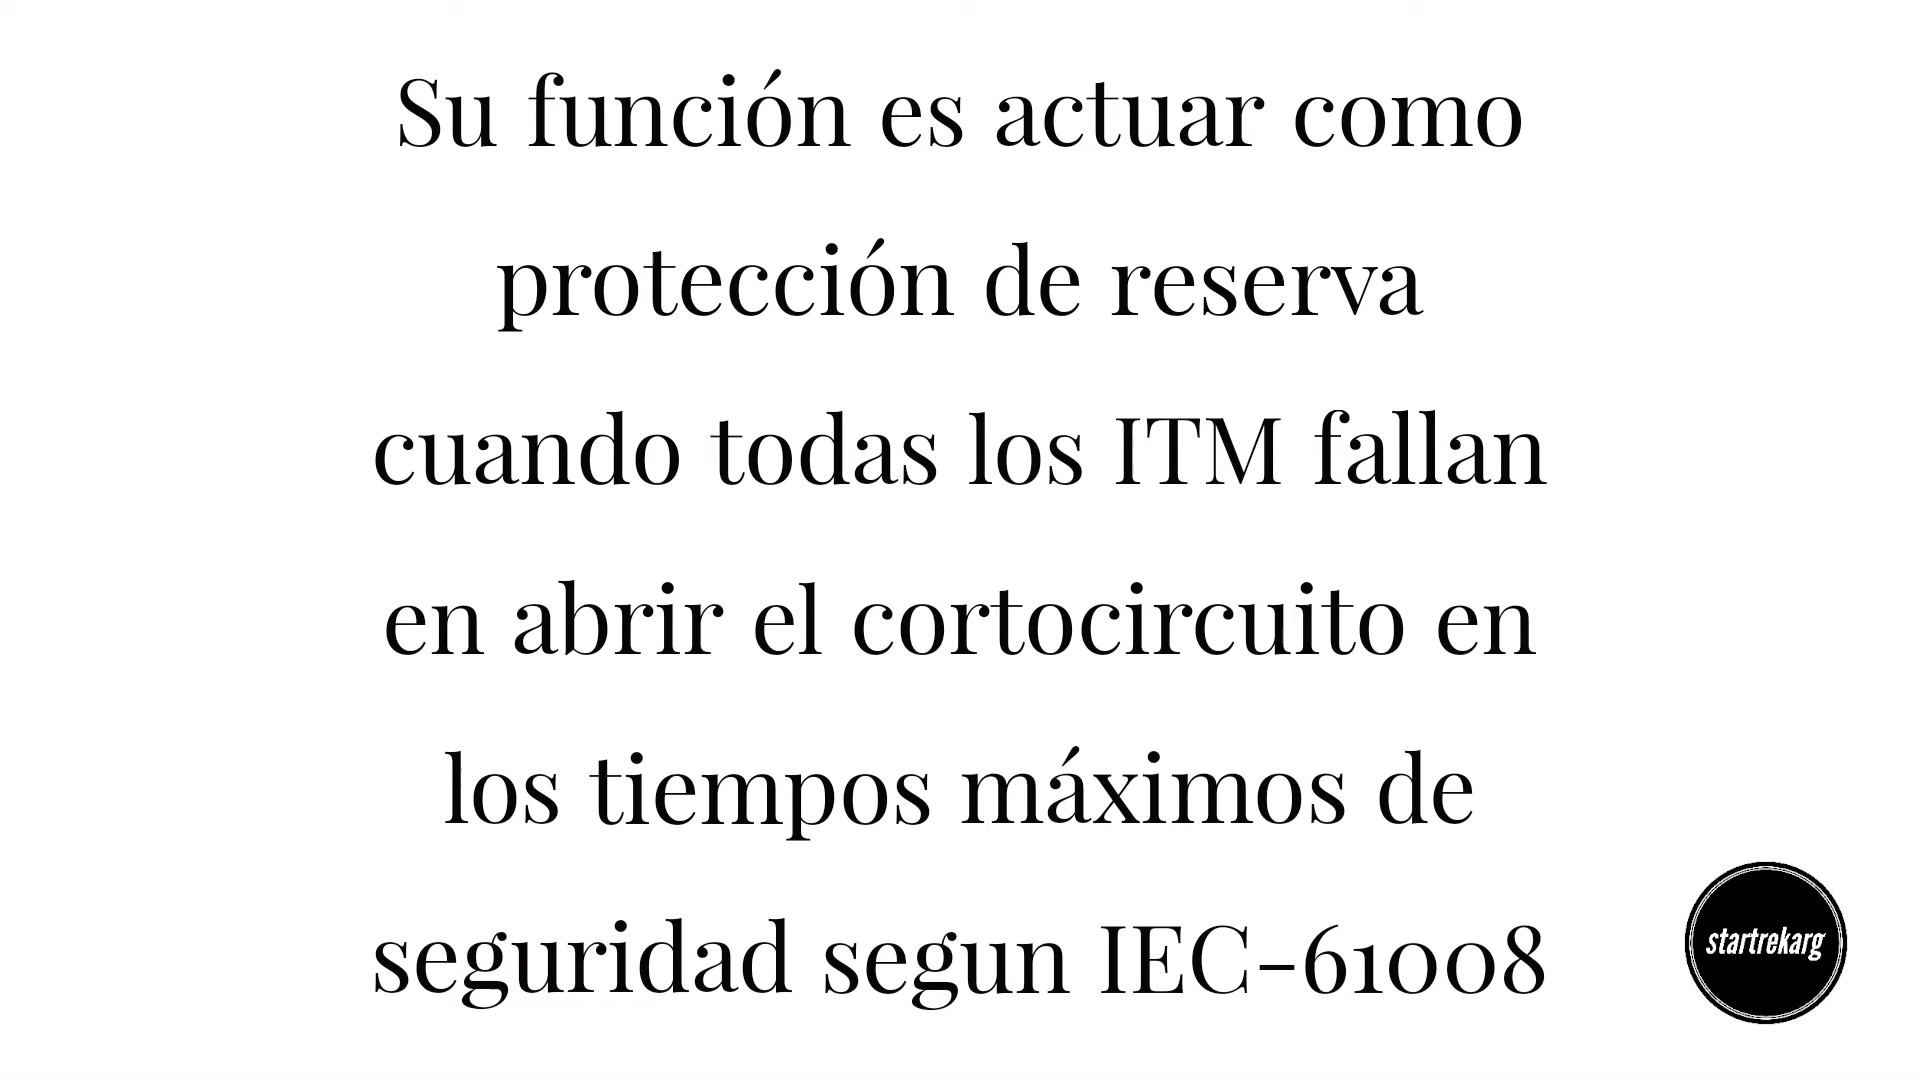 Su función es actuar como
protección de reserva
cuando todas los ITM fallan
en abrir el cortocircuito en
los tiempos máximos de
seguridad segun IEC-61008
startrekarg